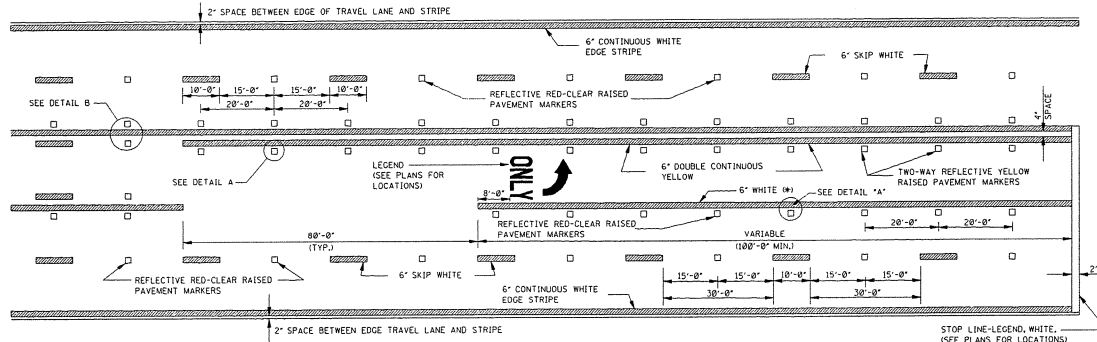 2" SPACE BETWEEN EDGE OF TRAVEL LANE AND STRIPE
6" CONTINUOUS WHITE
EDGE STRIPE
6" SKIP WHITE
10'-0" 15'-0" 15'-0" 10'-0"
REFLECTIVE RED-CLEAR RAISED
PAVEMENT MARKERS
SEE DETAIL B
20'-0" 20'-0"
4"
SPACE
SEE DETAIL A
LEGEND
(SEE PLANS FOR
LOCATIONS)
ONLY
6" DOUBLE CONTINUOUS
YELLOW
TWO-WAY REFLECTIVE YELLOW
RAISED PAVEMENT MARKERS
8'-0"
6" WHITE (*)
SEE DETAIL "A"
REFLECTIVE RED-CLEAR RAISED
PAVEMENT MARKERS
20'-0" 20'-0"
80'-0"
(TYP.)
VARIABLE
(100'-0" MIN.)
REFLECTIVE RED-CLEAR RAISED
PAVEMENT MARKERS
6" SKIP WHITE
15'-0" 15'-0" 10'-0" 15'-0" 15'-0"
30'-0" 30'-0"
2'
6" CONTINUOUS WHITE
EDGE STRIPE
2" SPACE BETWEEN EDGE TRAVEL LANE AND STRIPE
STOP LINE-LEGEND, WHITE,
(SEE PLANS FOR LOCATIONS)